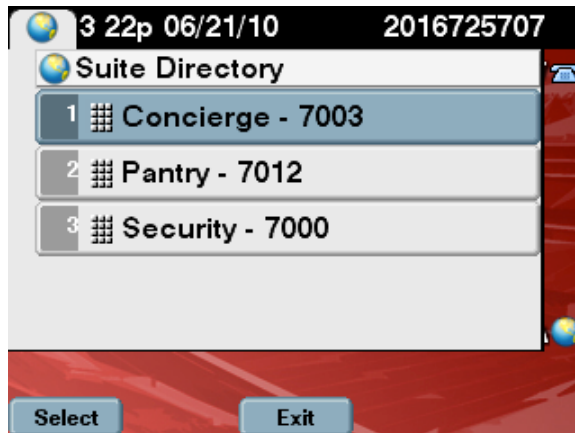 3 22p 06/21/10 2016725707
Suite Directory
1 Concierge - 7003
2 Pantry - 7012
3 Security - 7000
Select Exit